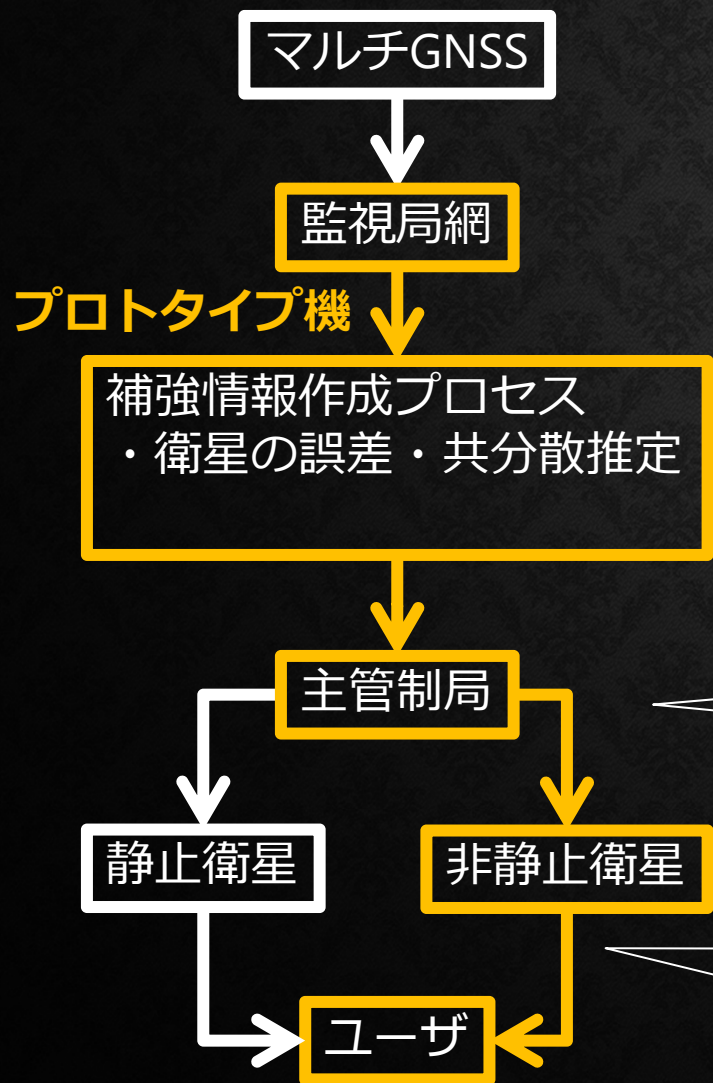 マルチGNSS
監視局網
プロトタイプ機
補強情報作成プロセス
・衛星の誤差・共分散推定
主管制局
静止衛星
非静止衛星
ユーザ